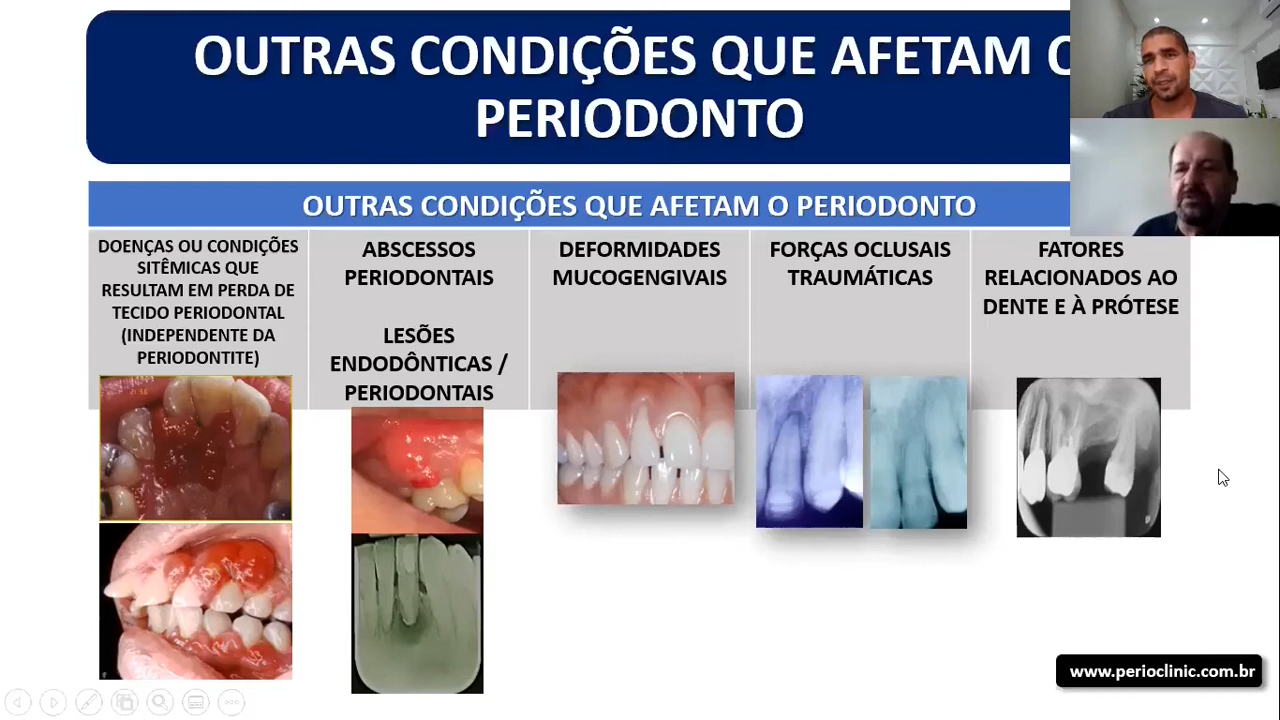 OUTRAS CONDIÇÕES QUE AFETAM O
PERIODONTO
OUTRAS CONDIÇÕES QUE AFETAM O PERIODONTO
DOENÇAS OU CONDIÇÕES
SITÊMICAS QUE
RESULTAM EM PERDA DE
TECIDO PERIODONTAL
(INDEPENDENTE DA
PERIODONTITE)
ABSCESSOS
PERIODONTAIS
LESÕES
ENDODÔNTICAS /
PERIODONTAIS
DEFORMIDADES
MUCOGENGIVAIS
FORÇAS OCLUSAIS
TRAUMÁTICAS
FATORES
RELACIONADOS AO
DENTE E À PRÓTESE
www.perioclinic.com.br